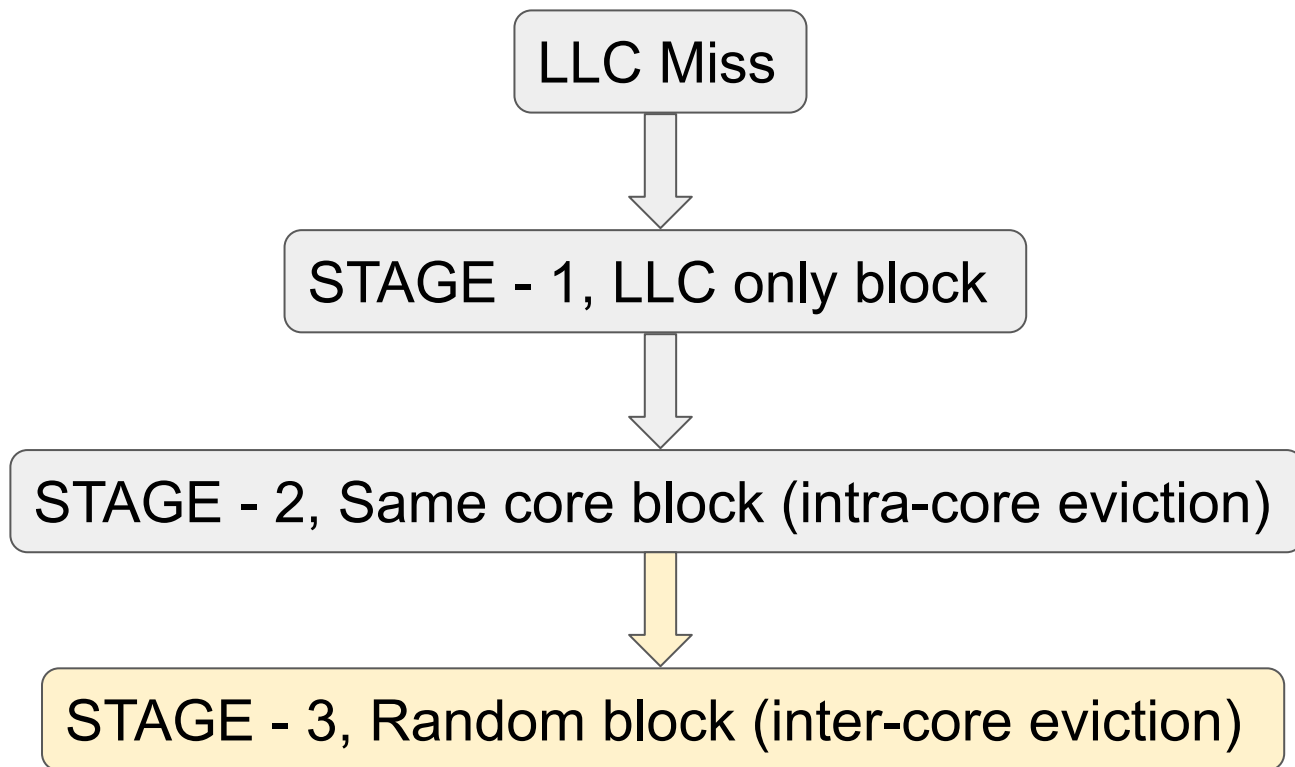 LLC Miss
STAGE - 1, LLC only block
STAGE - 2, Same core block (intra-core eviction)
STAGE - 3, Random block (inter-core eviction)